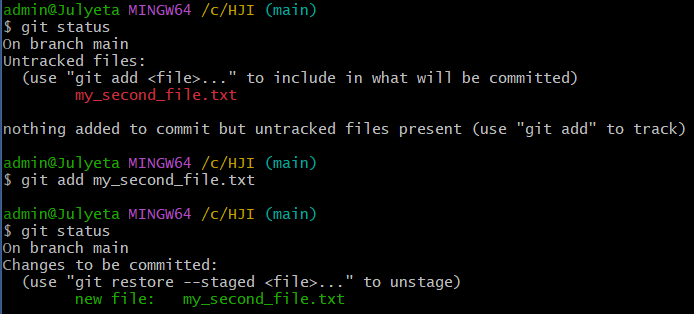 admin@Julyeta MINGW64 /c/HJI (main)
$ git status
On branch main
Untracked files:
  (use "git add <file>..." to include in what will be committed)
        my_second_file.txt

nothing added to commit but untracked files present (use "git add" to track)

admin@Julyeta MINGW64 /c/HJI (main)
$ git add my_second_file.txt

admin@Julyeta MINGW64 /c/HJI (main)
$ git status
On branch main
Changes to be committed:
  (use "git restore --staged <file>..." to unstage)
        new file:   my_second_file.txt